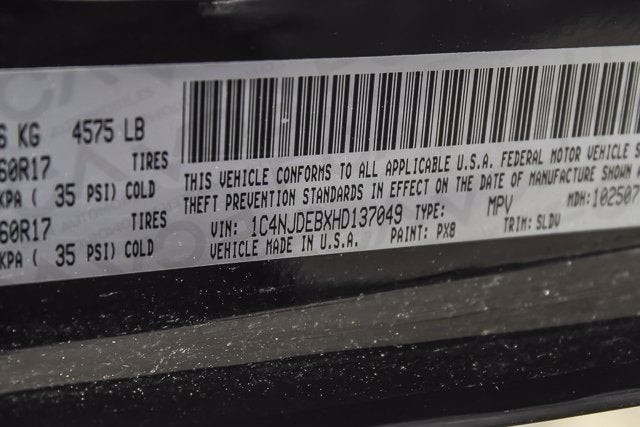 6 KG 4575 LB
60R17 TIRES
KPA ( 35 PSI) COLD
60R17 TIRES
KPA ( 35 PSI) COLD
THIS VEHICLE CONFORMS TO ALL APPLICABLE U.S.A. FEDERAL MOTOR VEHICLE S
THEFT PREVENTION STANDARDS IN EFFECT ON THE DATE OF MANUFACTURE SHOWN AB
VIN: 1C4NJDEBXHD137049 TYPE: MPV MDH: 10250
VEHICLE MADE IN U.S.A. PAINT: PX8 TRIM: SLDV